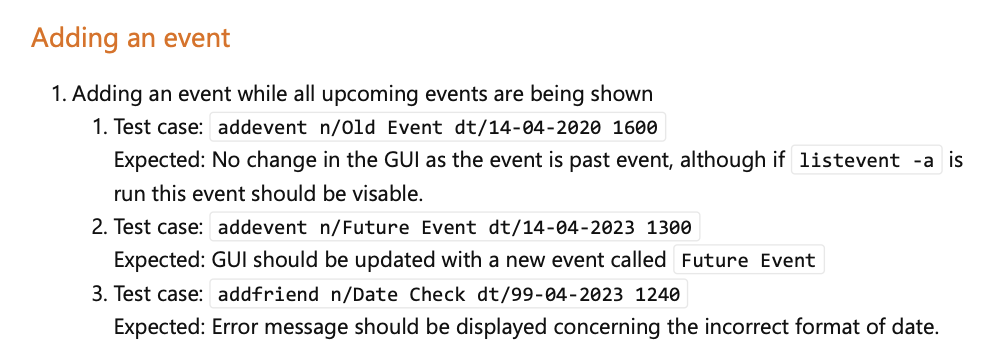 Adding an event
1. Adding an event while all upcoming events are being shown
1. Test case: addevent n/Old Event dt/14-04-2020 1600
Expected: No change in the GUI as the event is past event, although if listevent -a is
run this event should be visable.
2. Test case: addevent n/Future Event dt/14-04-2023 1300
Expected: GUI should be updated with a new event called Future Event
3. Test case: addfriend n/Date Check dt/99-04-2023 1240
Expected: Error message should be displayed concerning the incorrect format of date.